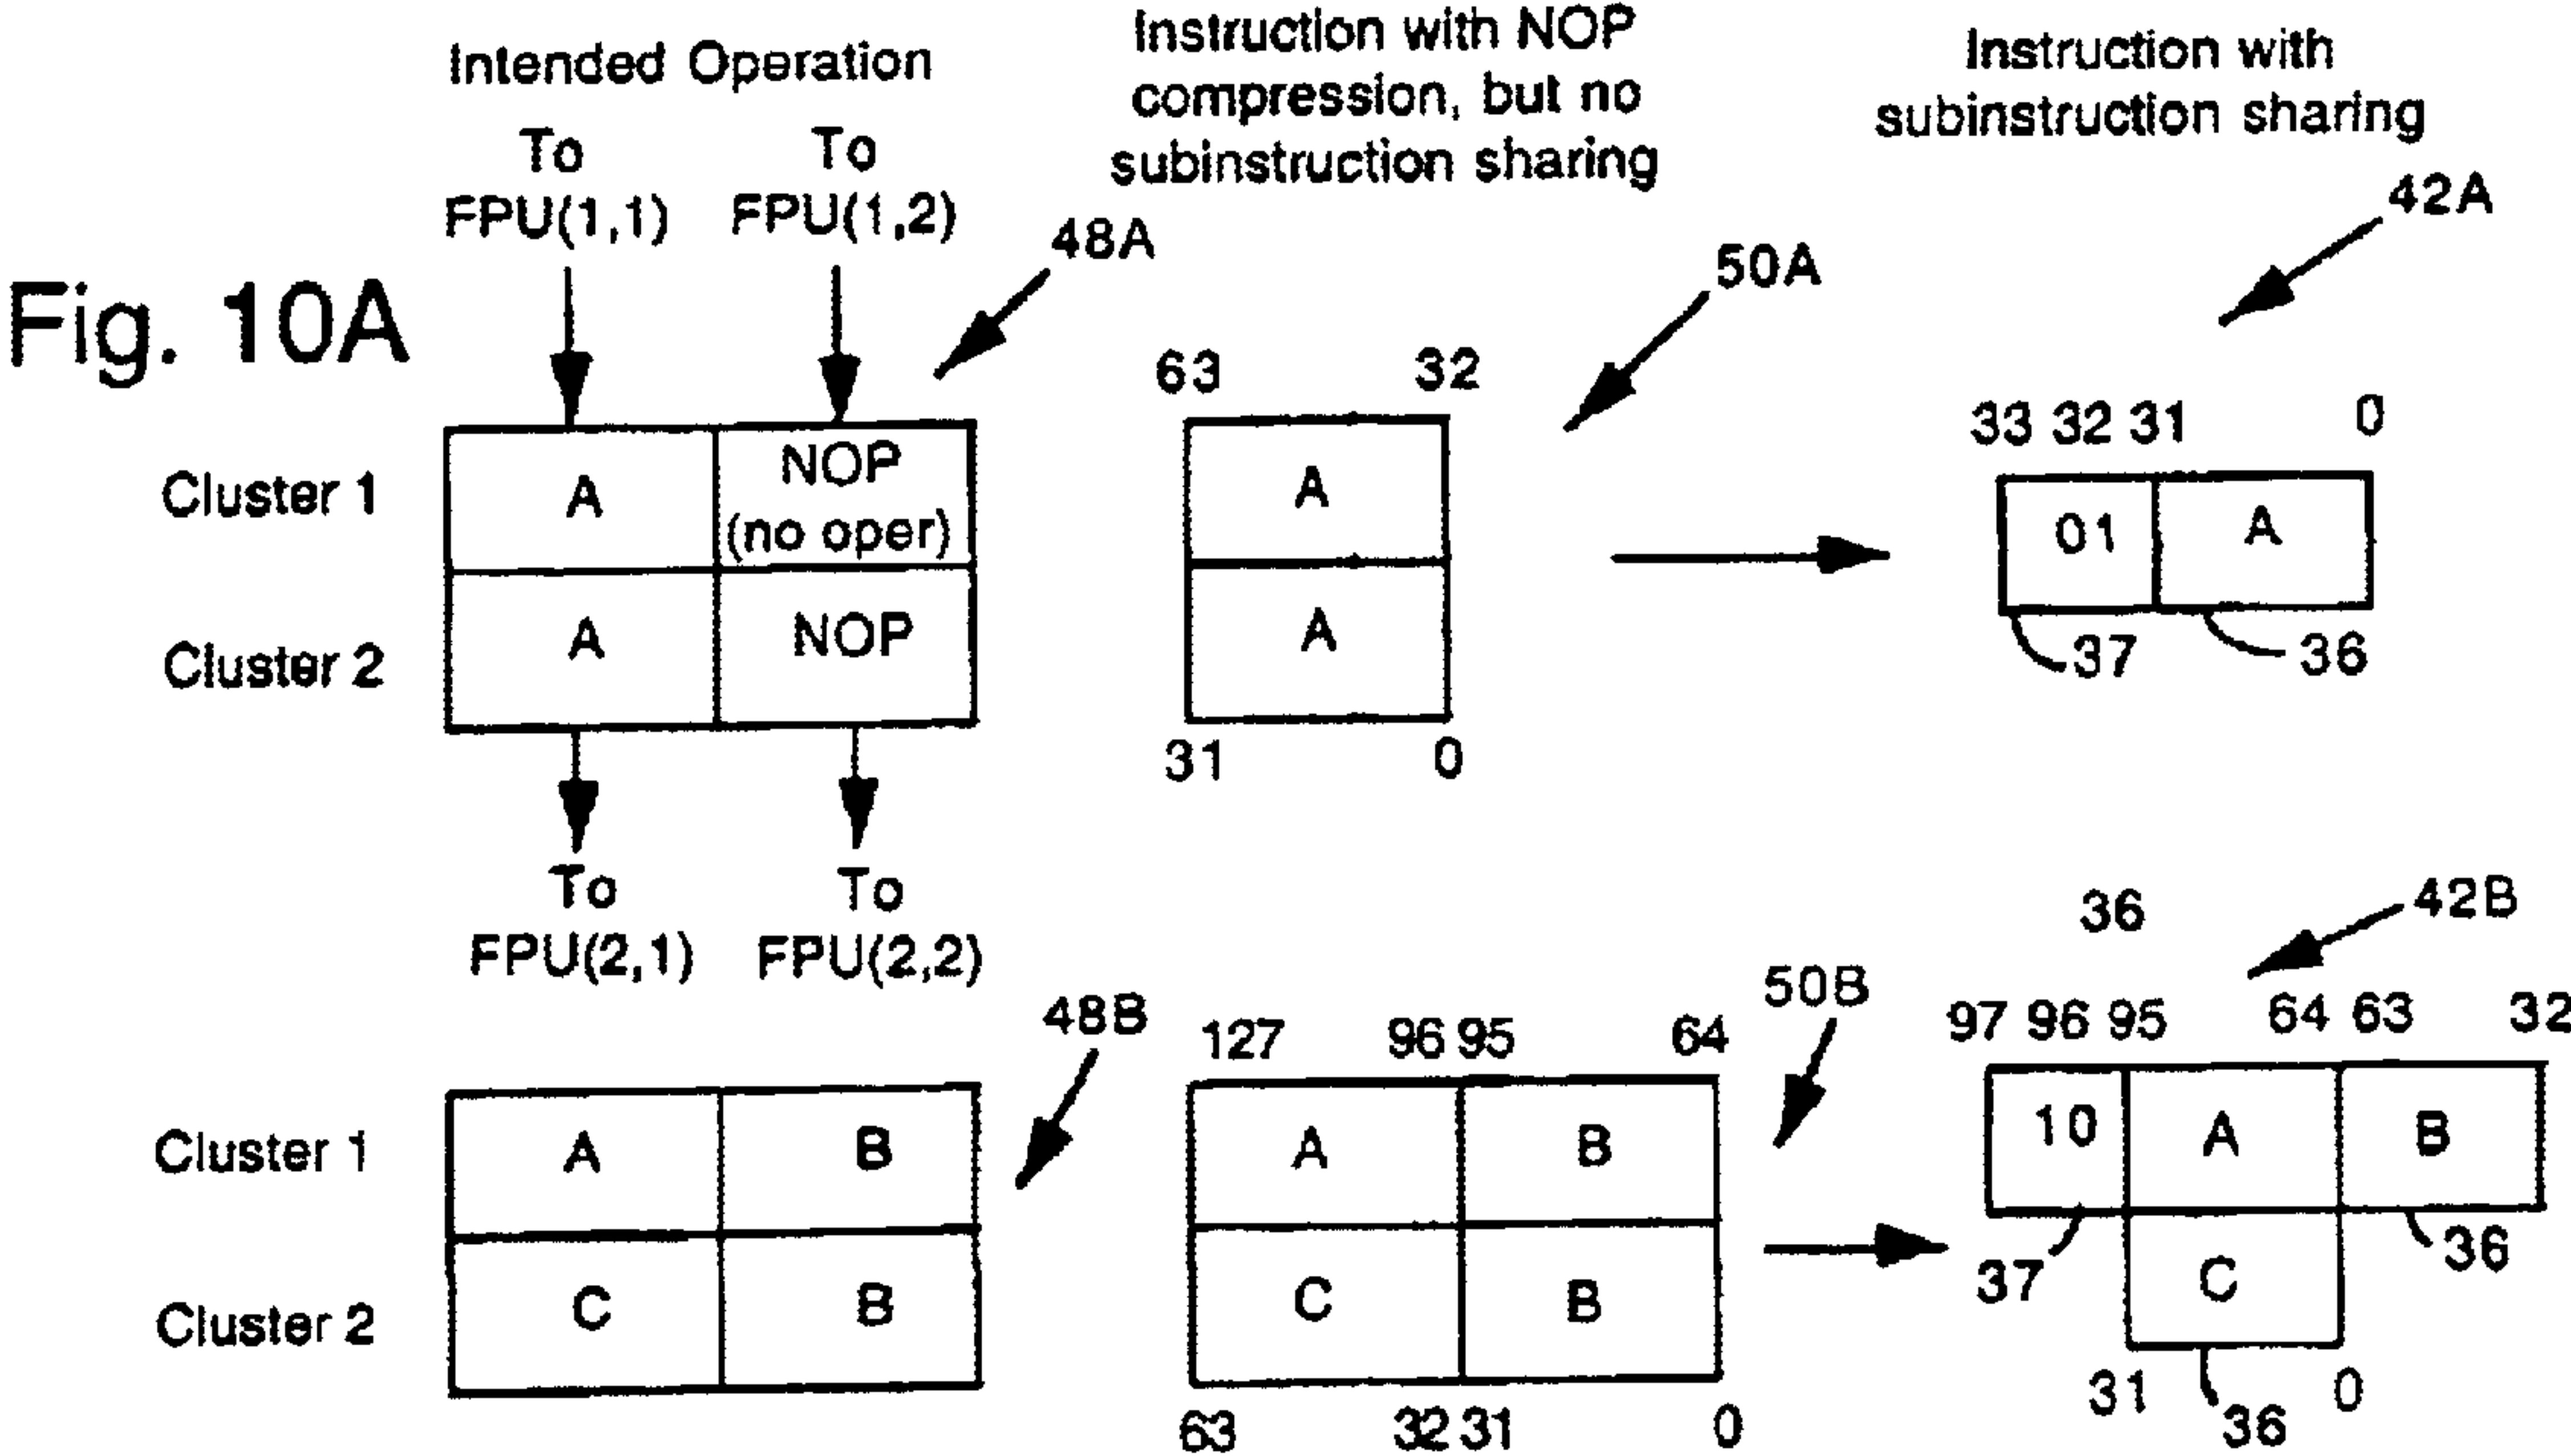 Fig. 10A
Intended Operation
To To
FPU(1,1) FPU(1,2)
48A
Cluster 1
A NOP
(no oper)
Cluster 2
A NOP
To To
FPU(2,1) FPU(2,2)
Instruction with NOP
compression, but no
subinstruction sharing
50A
63 32
A
A
31 0
Instruction with
subinstruction sharing
42A
33 32 31 0
01 A
37 36
48B
Cluster 1 A B
Cluster 2 C B
50B
127 96 95 64
A B
C B
63 32 31 0
36
42B
97 96 95 64 63 32
10 A B
37 C 36
31 36 0